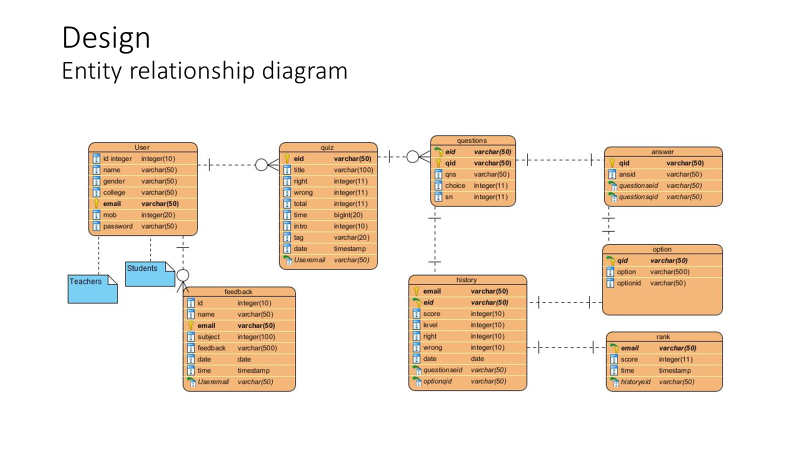 Design
Entity relationship diagram
User
id integer integer(10)
name varchar(50)
gender varchar(50)
college varchar(50)
email varchar(50)
mob integer(20)
password varchar(50)
Teachers
Students
feedback
id integer(10)
name varchar(50)
email varchar(50)
subject integer(100)
feedback varchar(500)
date date
time timestamp
Useremail varchar(50)
quiz
eid varchar(50)
title varchar(100)
right integer(11)
wrong integer(11)
total integer(11)
time bigint(20)
intro integer(10)
tag varchar(20)
date timestamp
Useremail varchar(50)
questions
eid varchar(50)
qid varchar(50)
qns varchar(50)
choice integer(11)
sn integer(11)
history
email varchar(50)
eid varchar(50)
score integer(10)
level integer(10)
right integer(10)
wrong integer(10)
date date
questionseid varchar(50)
optionqid varchar(50)
answer
qid varchar(50)
ansid varchar(50)
questionseid varchar(50)
questionsqid varchar(50)
option
qid varchar(50)
option varchar(500)
optionid varchar(50)
rank
email varchar(50)
score integer(11)
time timestamp
historyeid varchar(50)